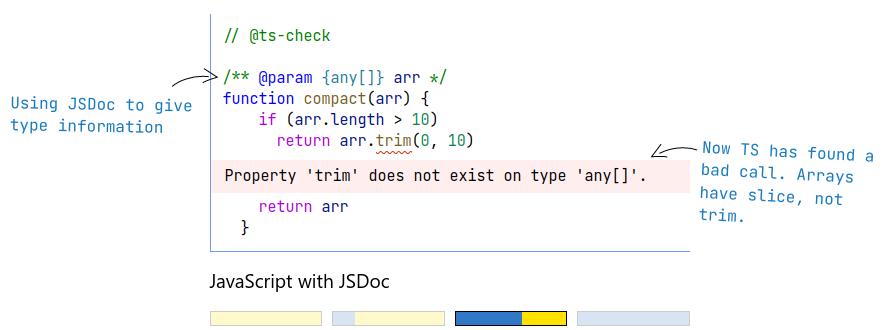 // @ts-check
/** @param {any[]} arr */
Using JSDoc to give
type information
function compact(arr) {
if (arr.length > 10)
return arr.trim(0, 10)
Property 'trim' does not exist on type 'any[]'.
Now TS has found a
bad call. Arrays
have slice, not
trim.
return arr
}
JavaScript with JSDoc